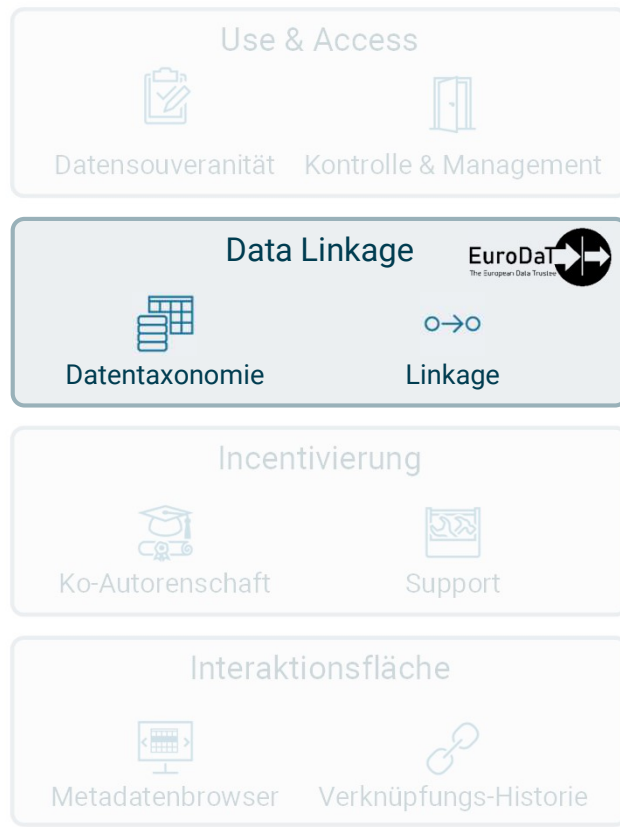 Use & Access
Datensouveranität Kontrolle & Management
Data Linkage
EuroDaT
The European Data Trustee
Datentaxonomie Linkage
Incentivierung
Ko-Autorenschaft Support
Interaktionsfläche
Metadatenbrowser Verknüpfungs-Historie